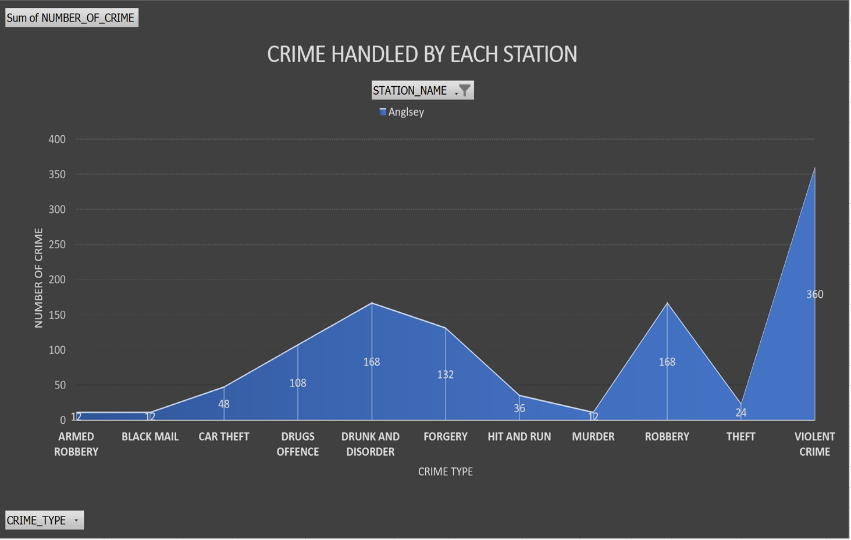 Sum of NUMBER_OF_CRIME
CRIME HANDLED BY EACH STATION
STATION_NAME
Anglsey
400
350
300
250
200
150
100
50
0
NUMBER OF CRIME
12
12
48
108
168
132
36
12
168
24
360
ARMED ROBBERY
BLACK MAIL
CAR THEFT
DRUGS OFFENCE
DRUNK AND DISORDER
FORGERY
HIT AND RUN
MURDER
ROBBERY
THEFT
VIOLENT CRIME
CRIME TYPE
CRIME_TYPE